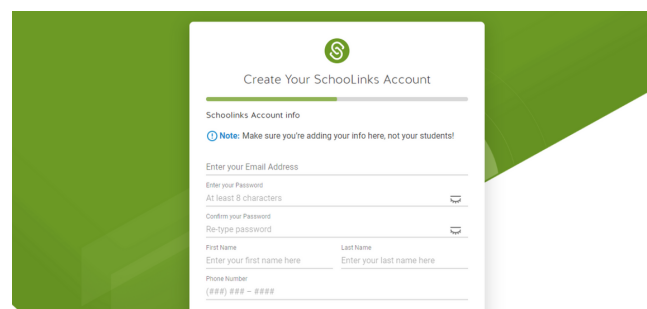 Create Your SchooLinks Account
Schoolinks Account info
Note: Make sure you're adding your info here, not your students!
Enter your Email Address
Enter your Password
At least 8 characters
Confirm your Password
Re-type password
First Name Last Name
Enter your first name here Enter your last name here
Phone Number
(###) ### – ####